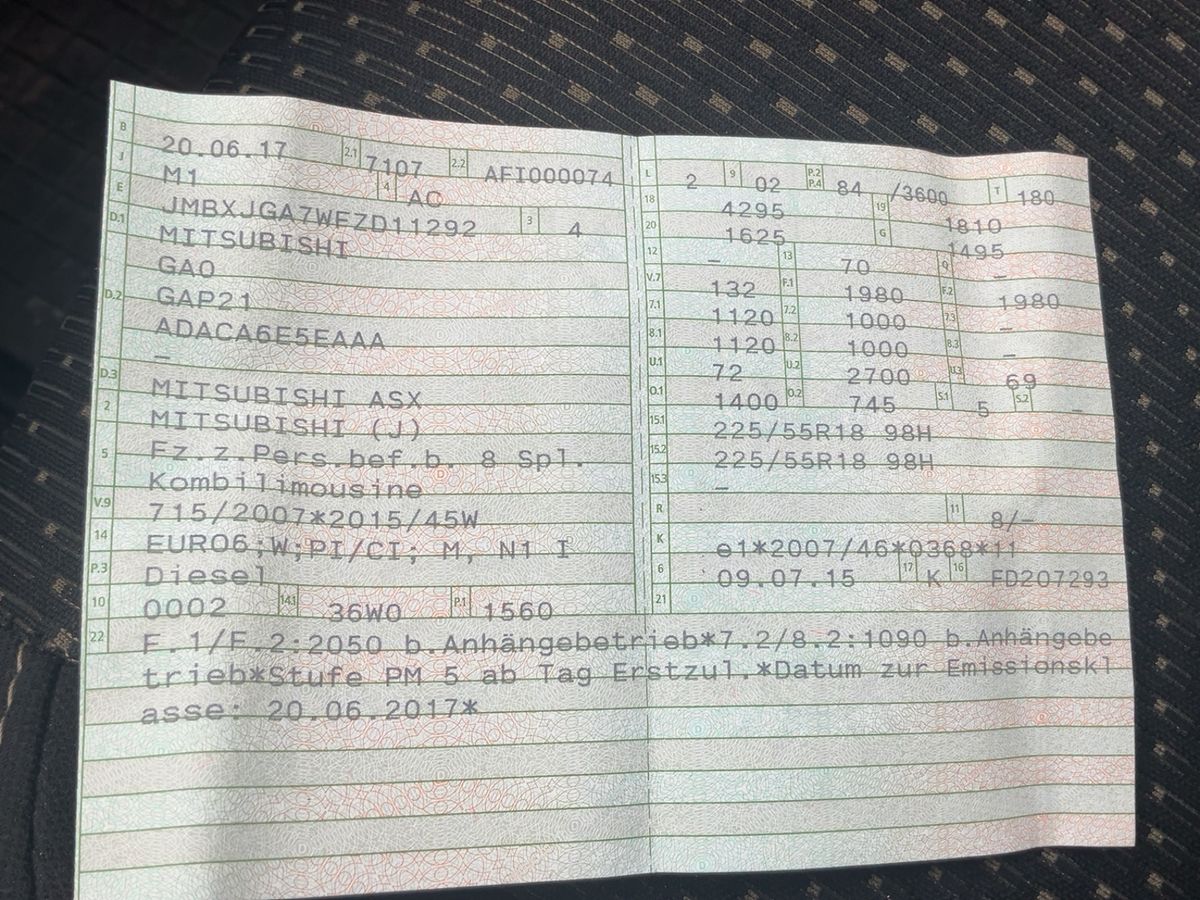 B 20.06.17 2.1 7107 2.2 AFI000074
J M1 4 AC
E JMBXJGA7WFZD11292 3 4
D.1 MITSUBISHI
GA0
D.2 GAP21
ADACA6E5EAAA
–
D.3 MITSUBISHI ASX
2 MITSUBISHI (J)
5 Fz.z.Pers.bef.b. 8 Spl.
Kombilimousine
V.9 715/2007*2015/45W
14 EURO6;W;PI/CI; M, N1 I
P.3 Diesel
10 0002 14.1 36W0 P.1 1560
L 2 9 02 P.2 P.4 84 /3600 T 180
18 4295 19 1810
20 1625 G 1495
12 – 13 70 Q –
V.7 132 F.1 1980 F.2 1980
7.1 1120 7.2 1000 7.3 –
8.1 1120 8.2 1000 8.3 –
U.1 72 U.2 2700 U.3 69
O.1 1400 O.2 745 S.1 5 S.2 –
15.1 225/55R18 98H
15.2 225/55R18 98H
15.3 –
R 11 8/–
K e1*2007/46*0368*11
6 09.07.15 17 K 16 FD207293
21
22 F.1/F.2:2050 b.Anhängebetrieb*7.2/8.2:1090 b.Anhängebe
trieb*Stufe PM 5 ab Tag Erstzul.*Datum zur Emissionskl
asse: 20.06.2017*